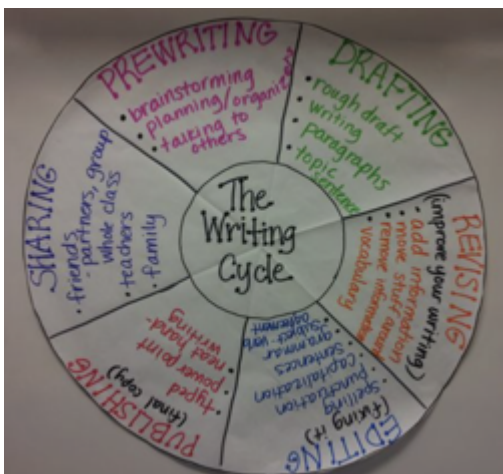 The
Writing
Cycle
PREWRITING
• brainstorming
• planning/organize
• talking to
others
DRAFTING
• rough draft
• writing
paragraphs
• topic
sentence
REVISING
(improve your writing)
• add information
• move stuff around
• remove information
• vocabulary
EDITING
(fixing it)
• spelling
• punctuation
• capitalization
• sentences
• grammar
• subject-verb
agreement
PUBLISHING
(final copy)
• typed
• power point
• neat hand-
writing
SHARING
• friends
- partners, group
whole class
• teachers
• family